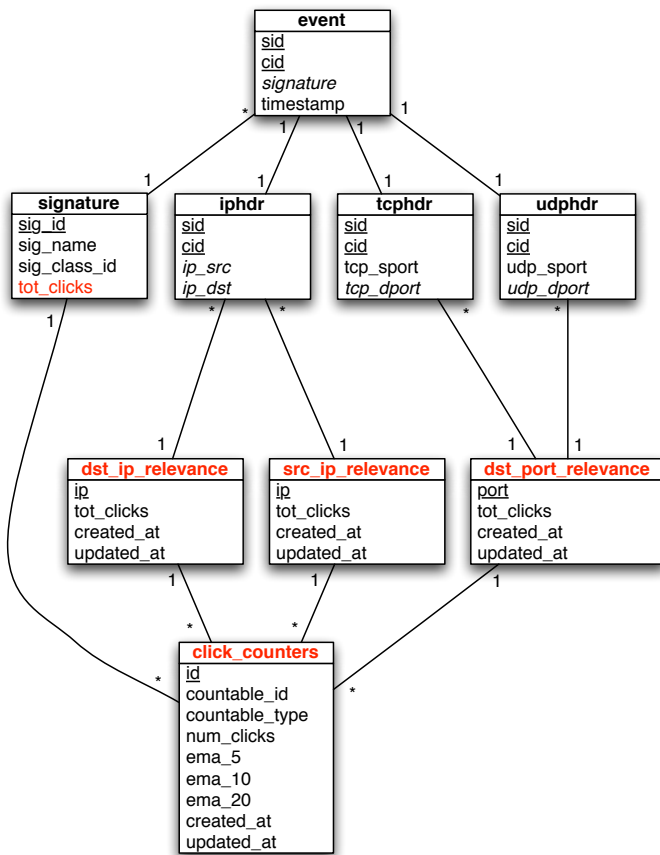 event
sid
cid
signature
timestamp
* 1 1 1
1 1 1 1
signature
sig_id
sig_name
sig_class_id
tot_clicks
iphdr
sid
cid
ip_src
ip_dst
tcphdr
sid
cid
tcp_sport
tcp_dport
udphdr
sid
cid
udp_sport
udp_dport
1 * * * *
1 1 1 1
dst_ip_relevance
ip
tot_clicks
created_at
updated_at
src_ip_relevance
ip
tot_clicks
created_at
updated_at
dst_port_relevance
port
tot_clicks
created_at
updated_at
1 1 1
* * * *
click_counters
id
countable_id
countable_type
num_clicks
ema_5
ema_10
ema_20
created_at
updated_at